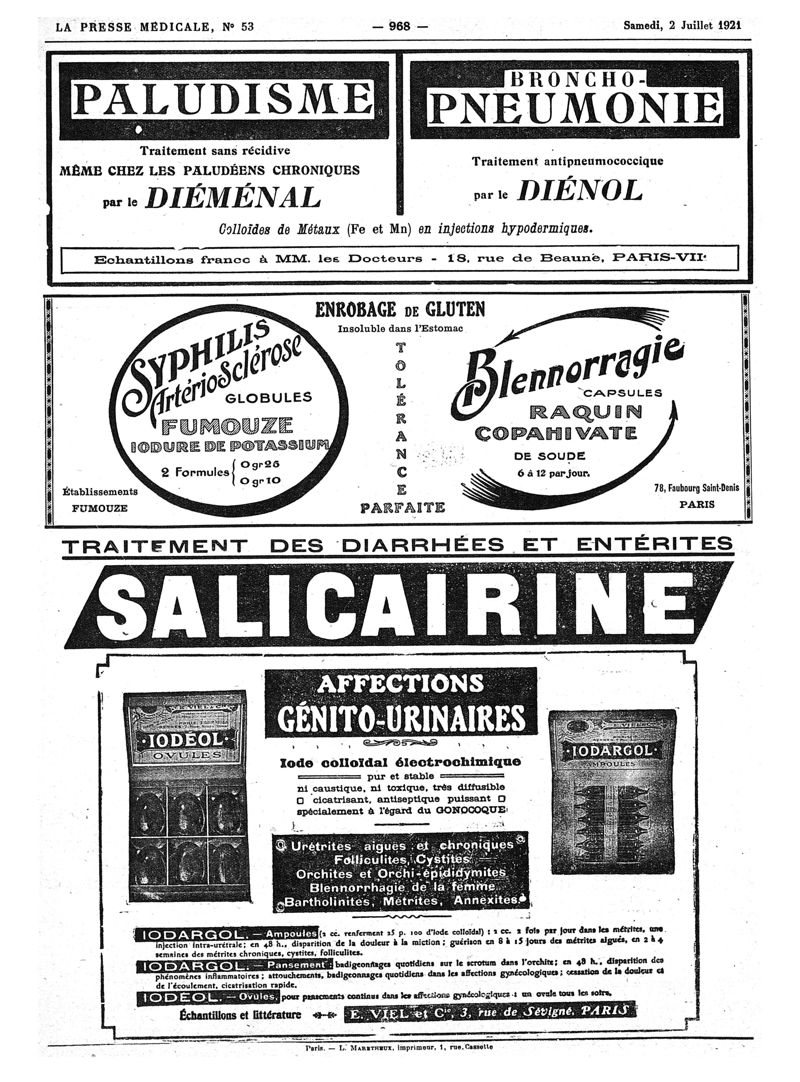 LA PRESSE MÉDICALE, Nº 53 — 968 — Samedi, 2 Juillet 1921
PALUDISME
Traitement sans récidive
MÊME CHEZ LES PALUDÉENS CHRONIQUES
par le DIÉMÉNAL
BRONCHO-
PNEUMONIE
Traitement antipneumococcique
par le DIÉNOL
Colloïdes de Métaux (Fe et Mn) en injections hypodermiques.
Echantillons franco à MM. les Docteurs - 18, rue de Beaune, PARIS-VIIᵉ
ENROBAGE DE GLUTEN
Insoluble dans l'Estomac
TOLÉRANCE
PARFAITE
SYPHILIS
Artério Sclérose
GLOBULES
FUMOUZE
IODURE DE POTASSIUM
2 Formules { 0 gr 25
0 gr 10
Établissements
FUMOUZE
Blennorragie
CAPSULES
RAQUIN
COPAHIVATE
DE SOUDE
6 à 12 par jour.
78, Faubourg Saint-Denis
PARIS
TRAITEMENT DES DIARRHÉES ET ENTÉRITES
SALICAIRINE
AFFECTIONS
GÉNITO-URINAIRES
IODÉOL
OVULES
IODARGOL
AMPOULES
Iode colloïdal électrochimique
pur et stable
ni caustique, ni toxique, très diffusible
cicatrisant, antiseptique puissant
spécialement à l'égard du GONOCOQUE
Urétrites aiguës et chroniques
Folliculites, Cystites
Orchites et Orchi-épididymites
Blennorrhagie de la femme
Bartholinites, Métrites, Annexites
IODARGOL. — Ampoules (2 cc. renferment 25 p. 100 d'iode colloïdal) : 2 cc. 2 fois par jour dans les métrites, une
injection intra-urétrale; en 48 h., disparition de la douleur à la miction; guérison en 8 à 15 jours des métrites aiguës, en 2 à 4
semaines des métrites chroniques, cystites, folliculites.
IODARGOL. — Pansement: badigeonnages quotidiens sur le scrotum dans l'orchite; en 48 h., disparition des
phénomènes inflammatoires; attouchements, badigeonnages quotidiens dans les affections gynécologiques; cessation de la douleur et
de l'écoulement, cicatrisation rapide.
IODÉOL. — Ovules, pour pansements continus dans les affections gynécologiques : un ovule tous les soirs.
Échantillons et littérature E. VIEL et Cⁱᵉ, 3, rue de Sévigné, PARIS
Paris. — L. MARETHEUX, imprimeur, 1, rue Cassette